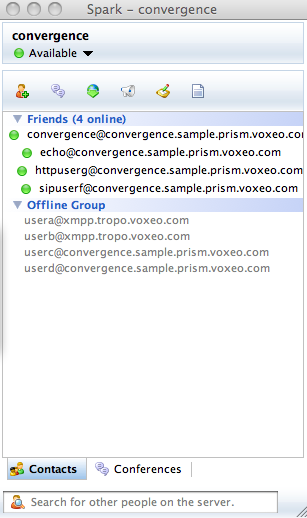 Spark - convergence
convergence
Available
Friends (4 online)
convergence@convergence.sample.prism.voxeo.com
echo@convergence.sample.prism.voxeo.com
httpuserg@convergence.sample.prism.voxeo.com
sipuserf@convergence.sample.prism.voxeo.com
Offline Group
usera@xmpp.tropo.voxeo.com
userb@xmpp.tropo.voxeo.com
userc@convergence.sample.prism.voxeo.com
userd@convergence.sample.prism.voxeo.com
Contacts Conferences
Search for other people on the server.